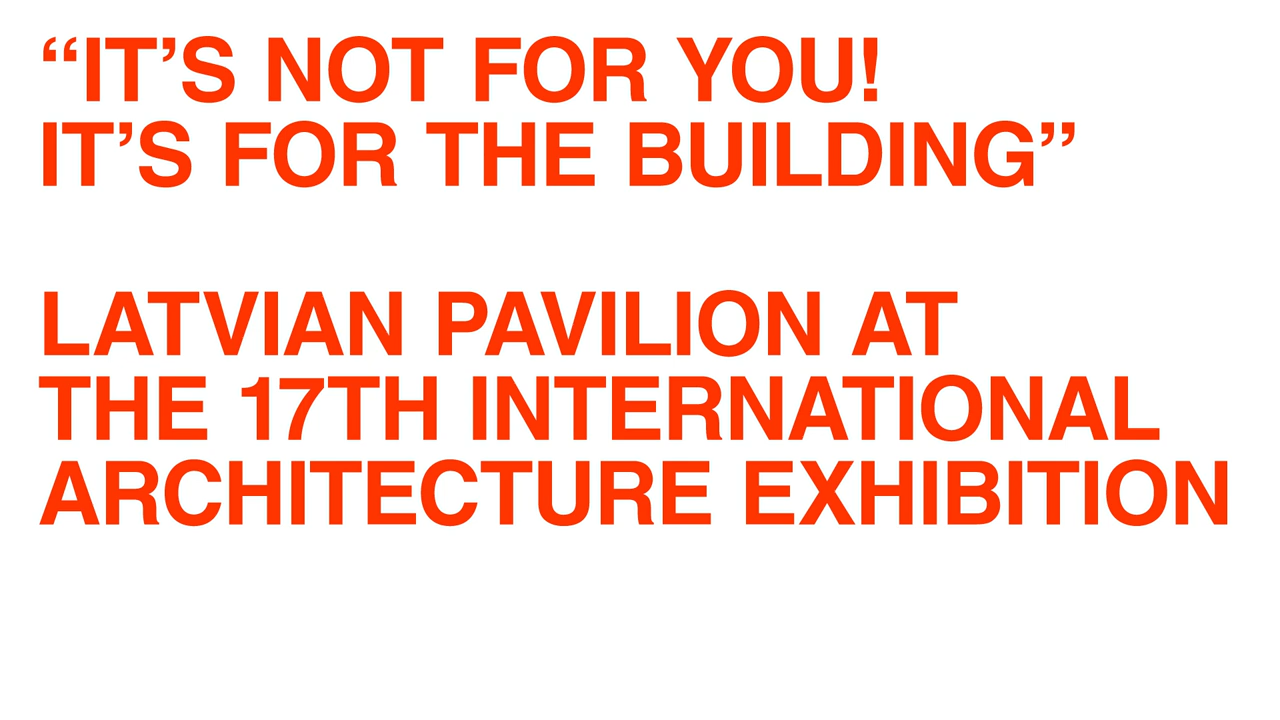 “IT’S NOT FOR YOU!
IT’S FOR THE BUILDING”
LATVIAN PAVILION AT
THE 17TH INTERNATIONAL
ARCHITECTURE EXHIBITION